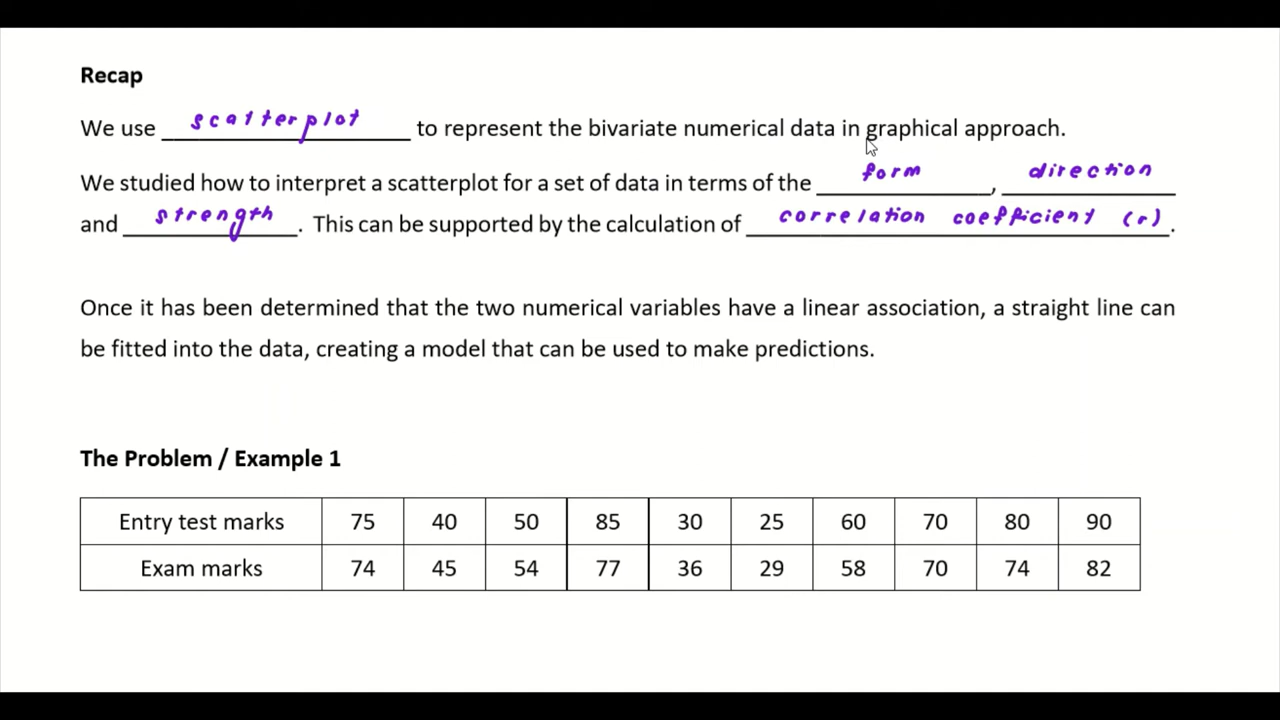 Recap
We use scatterplot to represent the bivariate numerical data in graphical approach.
We studied how to interpret a scatterplot for a set of data in terms of the form, direction
and strength. This can be supported by the calculation of correlation coefficient (r).
Once it has been determined that the two numerical variables have a linear association, a straight line can
be fitted into the data, creating a model that can be used to make predictions.
The Problem / Example 1
Entry test marks 75 40 50 85 30 25 60 70 80 90
Exam marks 74 45 54 77 36 29 58 70 74 82